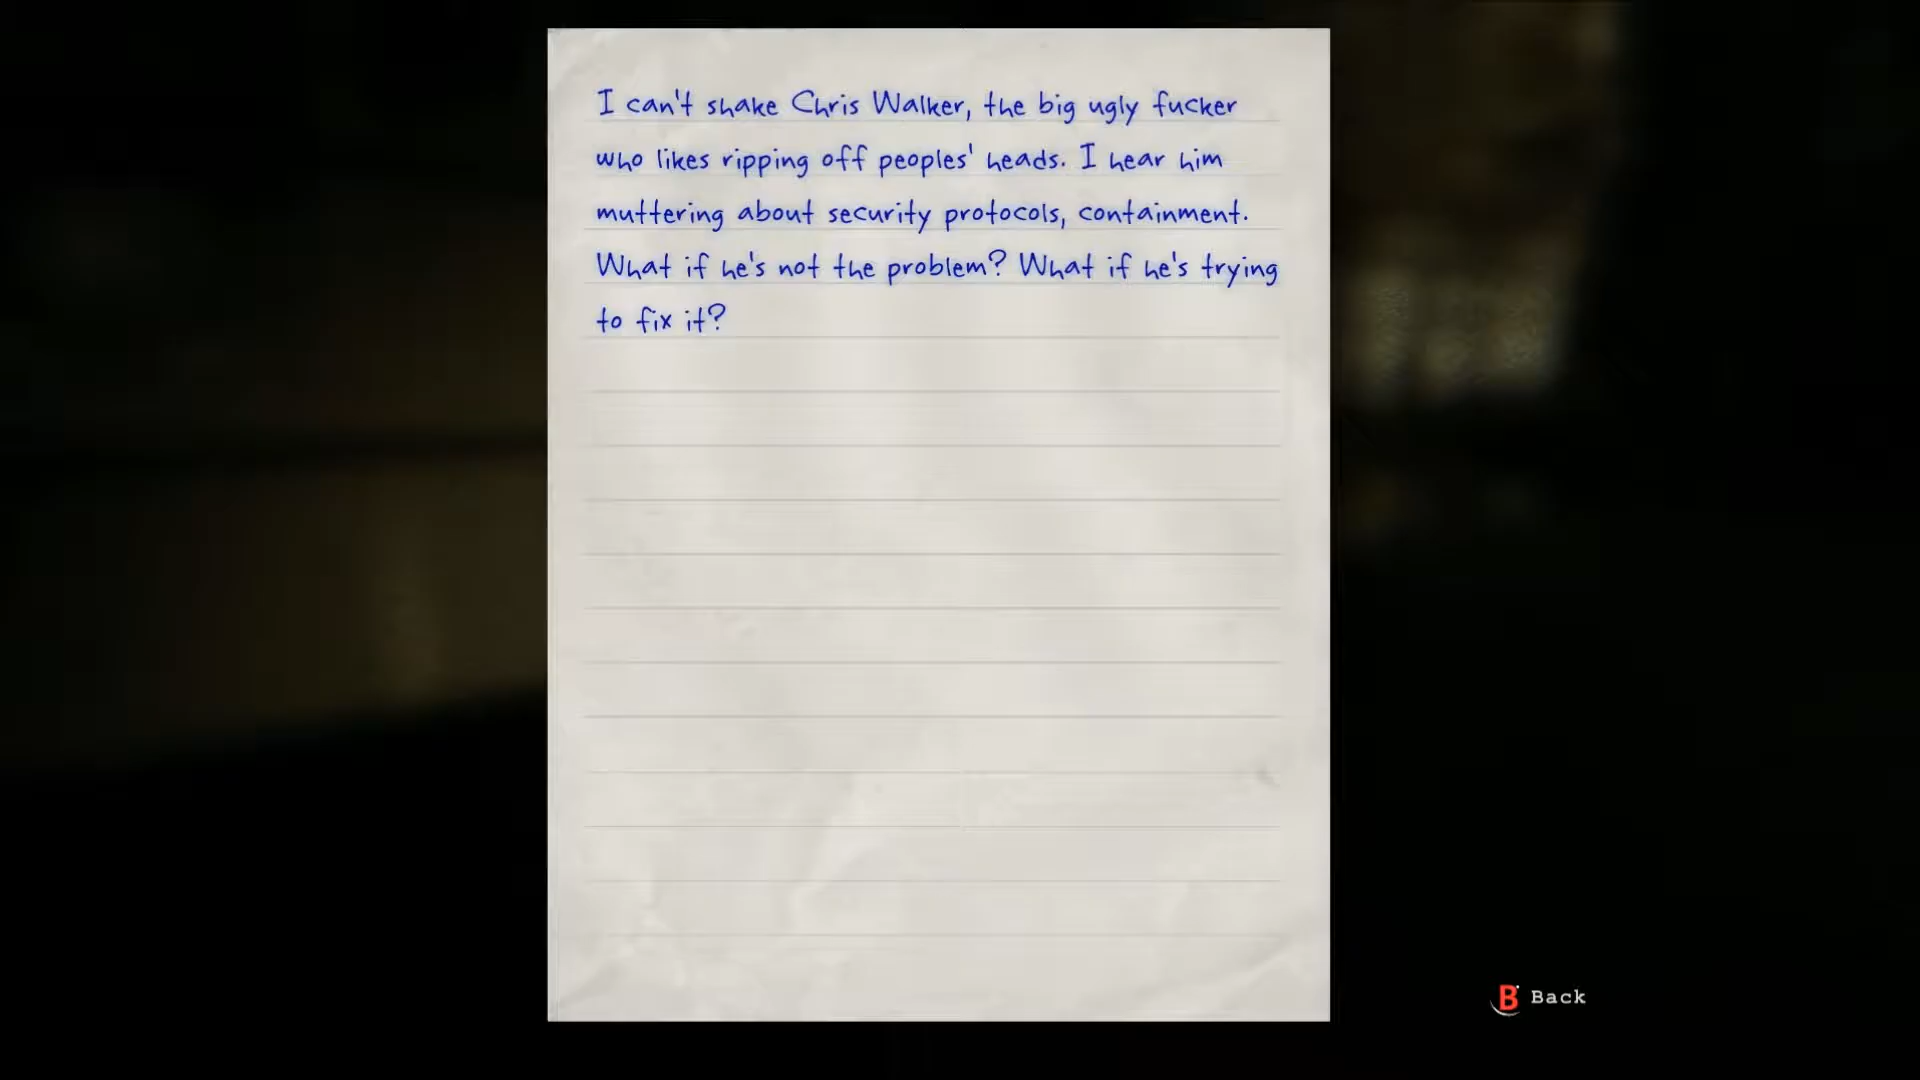 I can't shake Chris Walker, the big ugly fucker
who likes ripping off peoples' heads. I hear him
muttering about security protocols, containment.
What if he's not the problem? What if he's trying
to fix it?
B Back